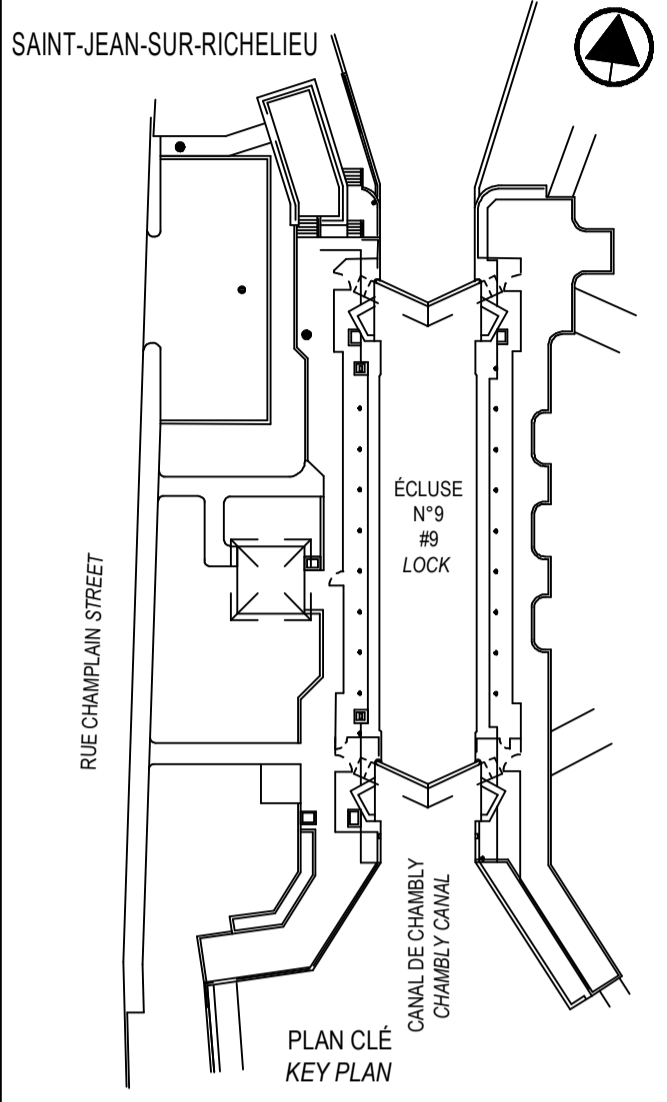 SAINT-JEAN-SUR-RICHELIEU
ÉCLUSE
N°9
#9
LOCK
RUE CHAMPLAIN STREET
CANAL DE CHAMBLY
CHAMBLY CANAL
PLAN CLÉ
KEY PLAN